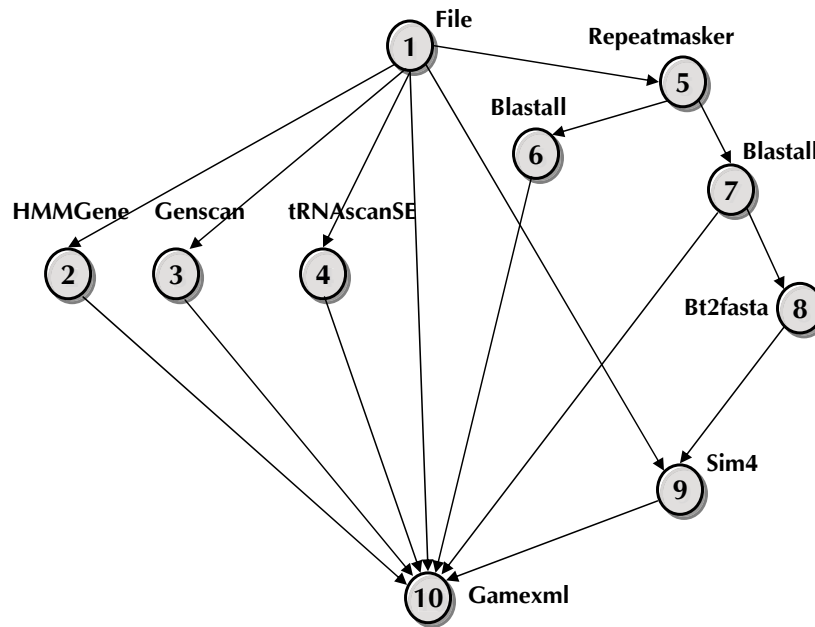 File
1
Repeatmasker
5
Blastall
6
Blastall
7
HMMGene
Genscan
tRNAscanSE
2
3
4
Bt2fasta
8
Sim4
9
10
Gamexml